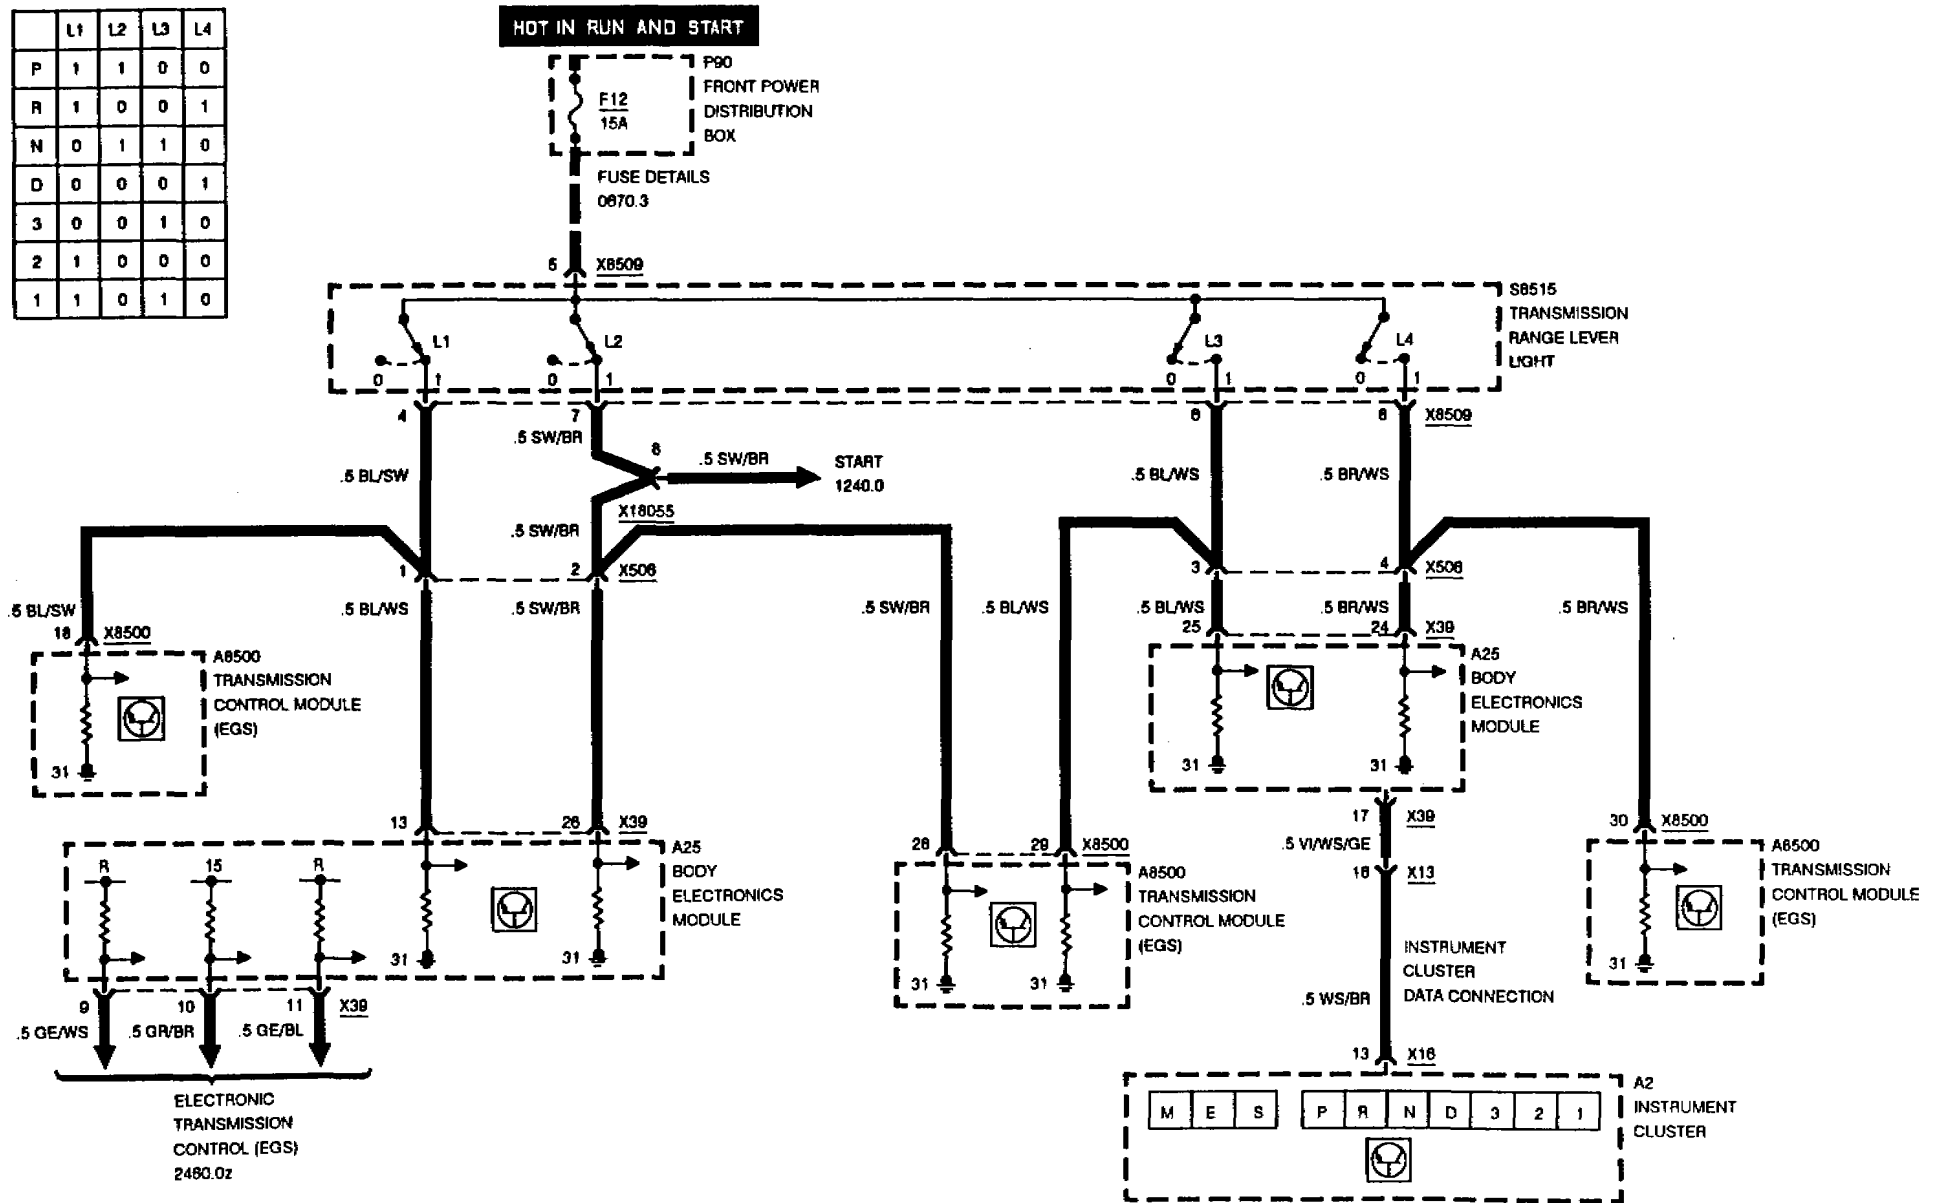 L1 L2 L3 L4
P 1 1 0 0
R 1 0 0 1
N 0 1 1 0
D 0 0 0 1
3 0 0 1 0
2 1 0 0 0
1 1 0 1 0
HOT IN RUN AND START
P90
FRONT POWER
DISTRIBUTION
BOX
F12
15A
FUSE DETAILS
0670.3
5 X8509
S8515
TRANSMISSION
RANGE LEVER
LIGHT
L1 L2 L3 L4
0 1 0 1 0 1 0 1
4 7 6 8 X8509
.5 SW/BR
6
.5 SW/BR
START
1240.0
.5 BL/SW
.5 BL/WS
.5 BR/WS
X18055
.5 SW/BR
1 2 X506
3 4 X506
.5 BL/SW
.5 BL/WS
.5 SW/BR
.5 SW/BR
.5 BL/WS
.5 BL/WS
.5 BR/WS
.5 BR/WS
18 X8500
25 24 X39
A8500
TRANSMISSION
CONTROL MODULE
(EGS)
31
A25
BODY
ELECTRONICS
MODULE
31 31
13 26 X39
A25
BODY
ELECTRONICS
MODULE
R 15 R
31 31
9 10 11 X39
.5 GE/WS .5 GR/BR .5 GE/BL
ELECTRONIC
TRANSMISSION
CONTROL (EGS)
2460.0z
28 29 X8500
A8500
TRANSMISSION
CONTROL MODULE
(EGS)
31 31
17 X39
.5 VI/WS/GE
16 X13
INSTRUMENT
CLUSTER
DATA CONNECTION
.5 WS/BR
13 X16
30 X8500
A8500
TRANSMISSION
CONTROL MODULE
(EGS)
31
A2
INSTRUMENT
CLUSTER
M E S P R N D 3 2 1